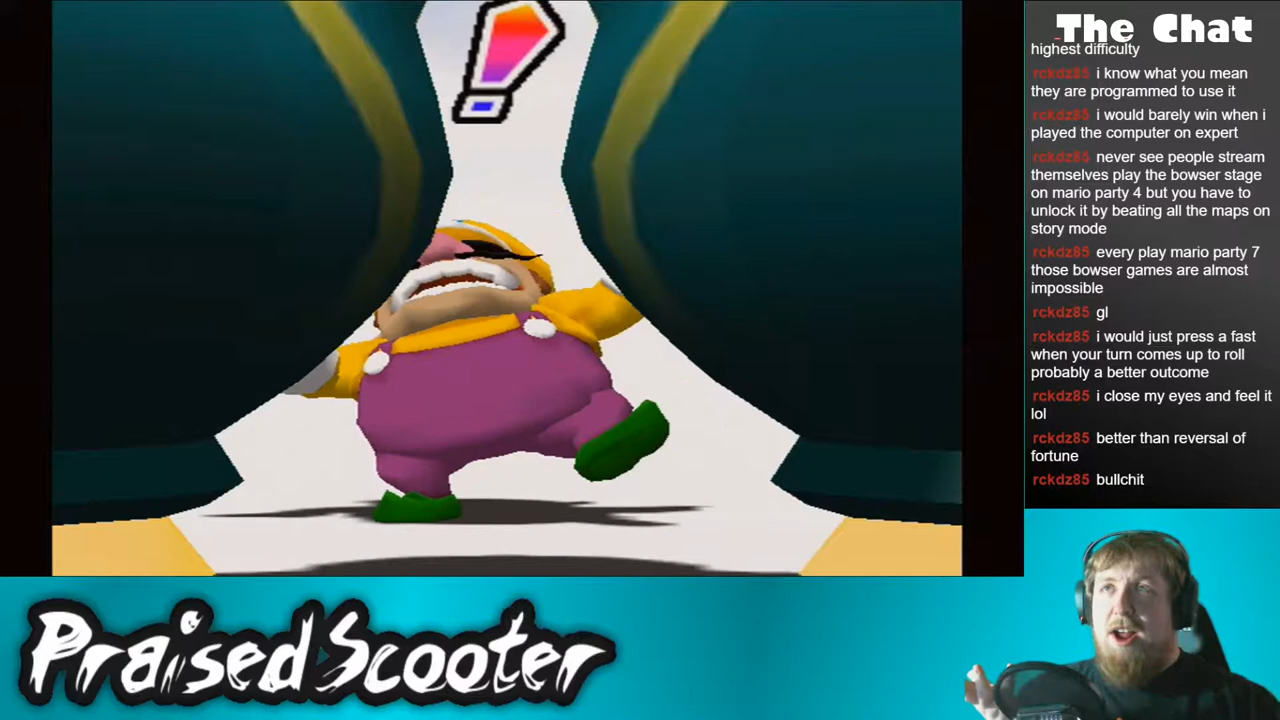 The Chat
highest difficulty
rckdz85 i know what you mean
they are programmed to use it
rckdz85 i would barely win when i
played the computer on expert
rckdz85 never see people stream
themselves play the bowser stage
on mario party 4 but you have to
unlock it by beating all the maps on
story mode
rckdz85 every play mario party 7
those bowser games are almost
impossible
rckdz85 gl
rckdz85 i would just press a fast
when your turn comes up to roll
probably a better outcome
rckdz85 i close my eyes and feel it
lol
rckdz85 better than reversal of
fortune
rckdz85 bullchit
PraisedScooter